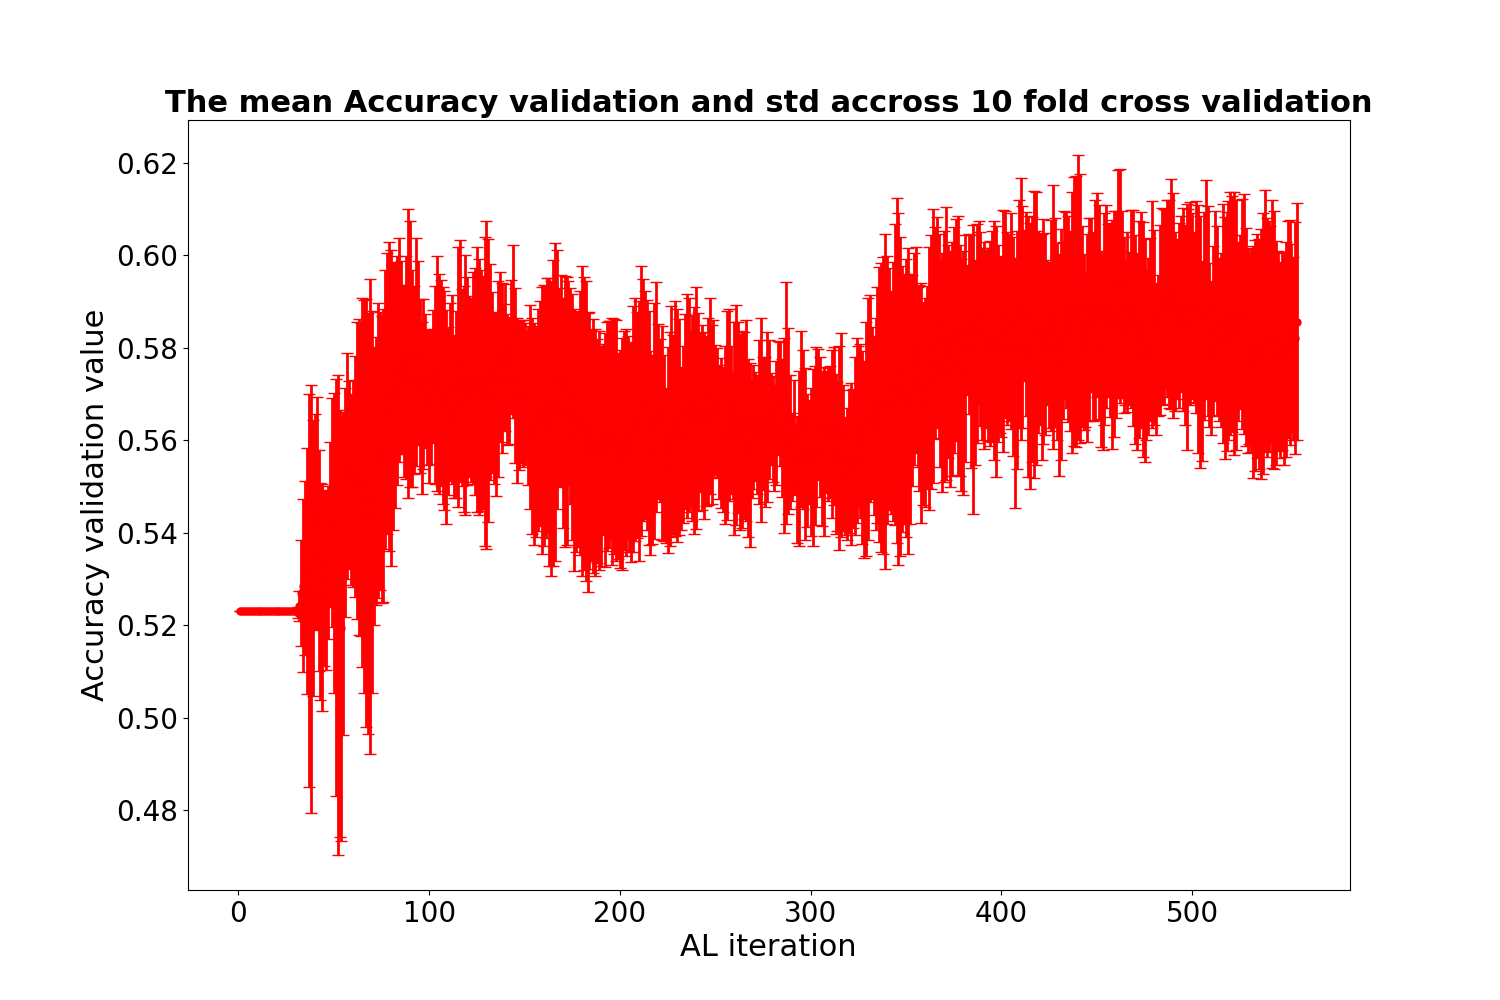 The mean Accuracy validation and std accross 10 fold cross validation
Accuracy validation value
0.62
0.60
0.58
0.56
0.54
0.52
0.50
0.48
0 100 200 300 400 500
AL iteration